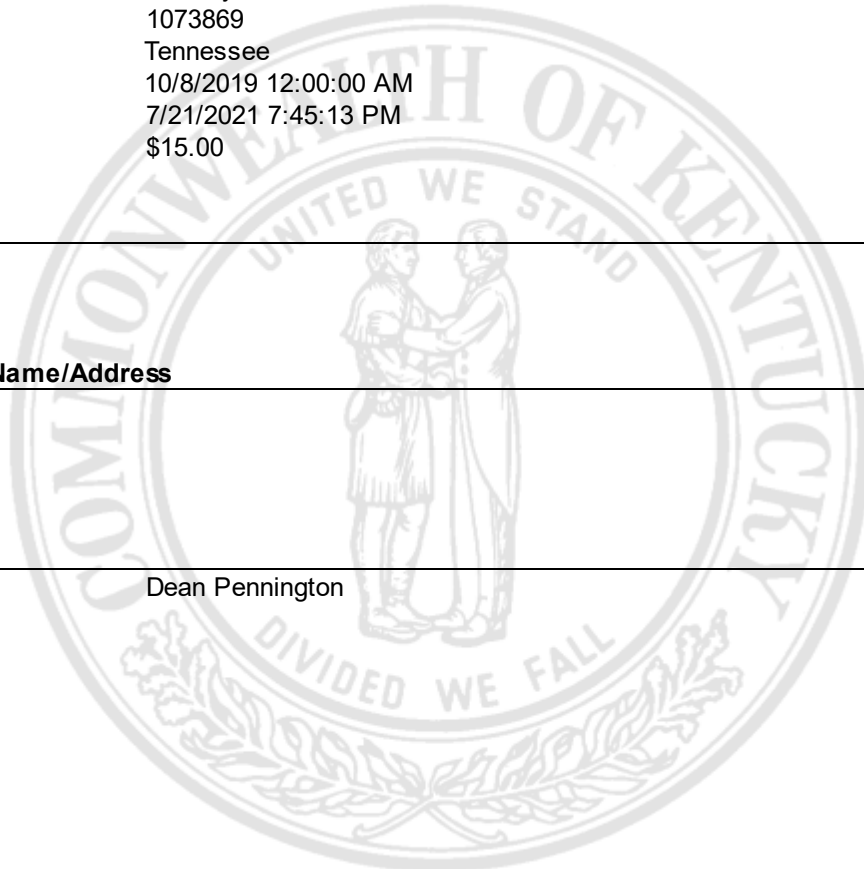 1073869
Tennessee
10/8/2019 12:00:00 AM
7/21/2021 7:45:13 PM
$15.00
COMMONWEALTH OF KENTUCKY
UNITED WE STAND
Name/Address
Dean Pennington
DIVIDED WE FALL